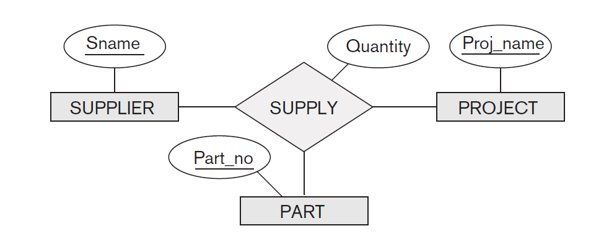 Sname
Quantity
Proj_name
SUPPLIER
SUPPLY
PROJECT
Part_no
PART